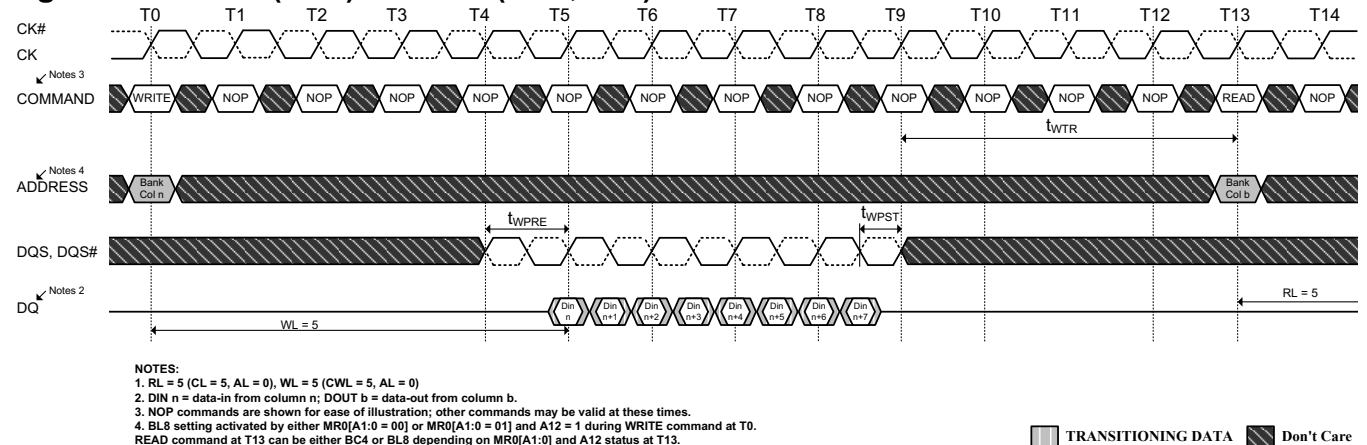 T0 T1 T2 T3 T4 T5 T6 T7 T8 T9 T10 T11 T12 T13 T14
CK#
CK
Notes 3
COMMAND WRITE NOP NOP NOP NOP NOP NOP NOP NOP NOP NOP NOP NOP READ NOP
tWTR
Notes 4
ADDRESS
Bank Bank
Col n Col b
tWPRE tWPST
DQS, DQS#
Notes 2
DQ
Din Din Din Din Din Din Din Din
n n+1 n+2 n+3 n+4 n+5 n+6 n+7
RL = 5
WL = 5
NOTES:
1. RL = 5 (CL = 5, AL = 0), WL = 5 (CWL = 5, AL = 0)
2. DIN n = data-in from column n; DOUT b = data-out from column b.
3. NOP commands are shown for ease of illustration; other commands may be valid at these times.
4. BL8 setting activated by either MR0[A1:0 = 00] or MR0[A1:0 = 01] and A12 = 1 during WRITE command at T0.
READ command at T13 can be either BC4 or BL8 depending on MR0[A1:0] and A12 status at T13.
TRANSITIONING DATA Don't Care